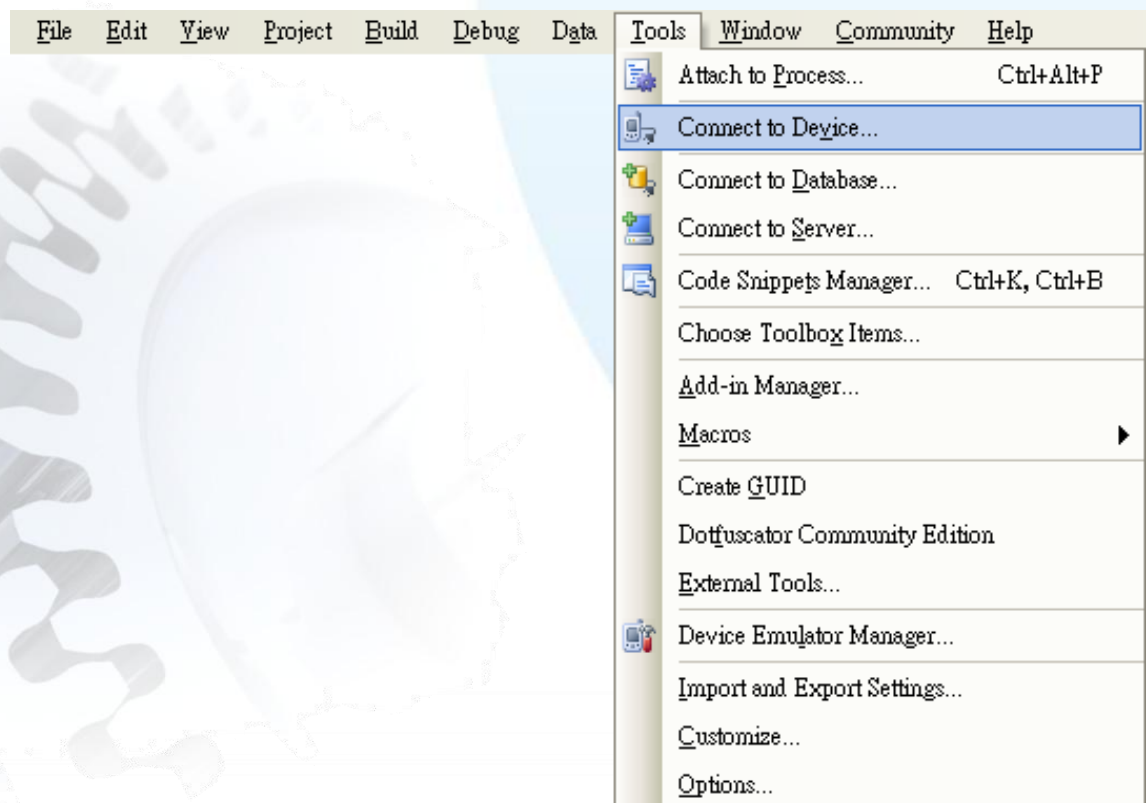 File Edit View Project Build Debug Data Tools Window Community Help
Attach to Process... Ctrl+Alt+P
Connect to Device...
Connect to Database...
Connect to Server...
Code Snippets Manager... Ctrl+K, Ctrl+B
Choose Toolbox Items...
Add-in Manager...
Macros
Create GUID
Dotfuscator Community Edition
External Tools...
Device Emulator Manager...
Import and Export Settings...
Customize...
Options...